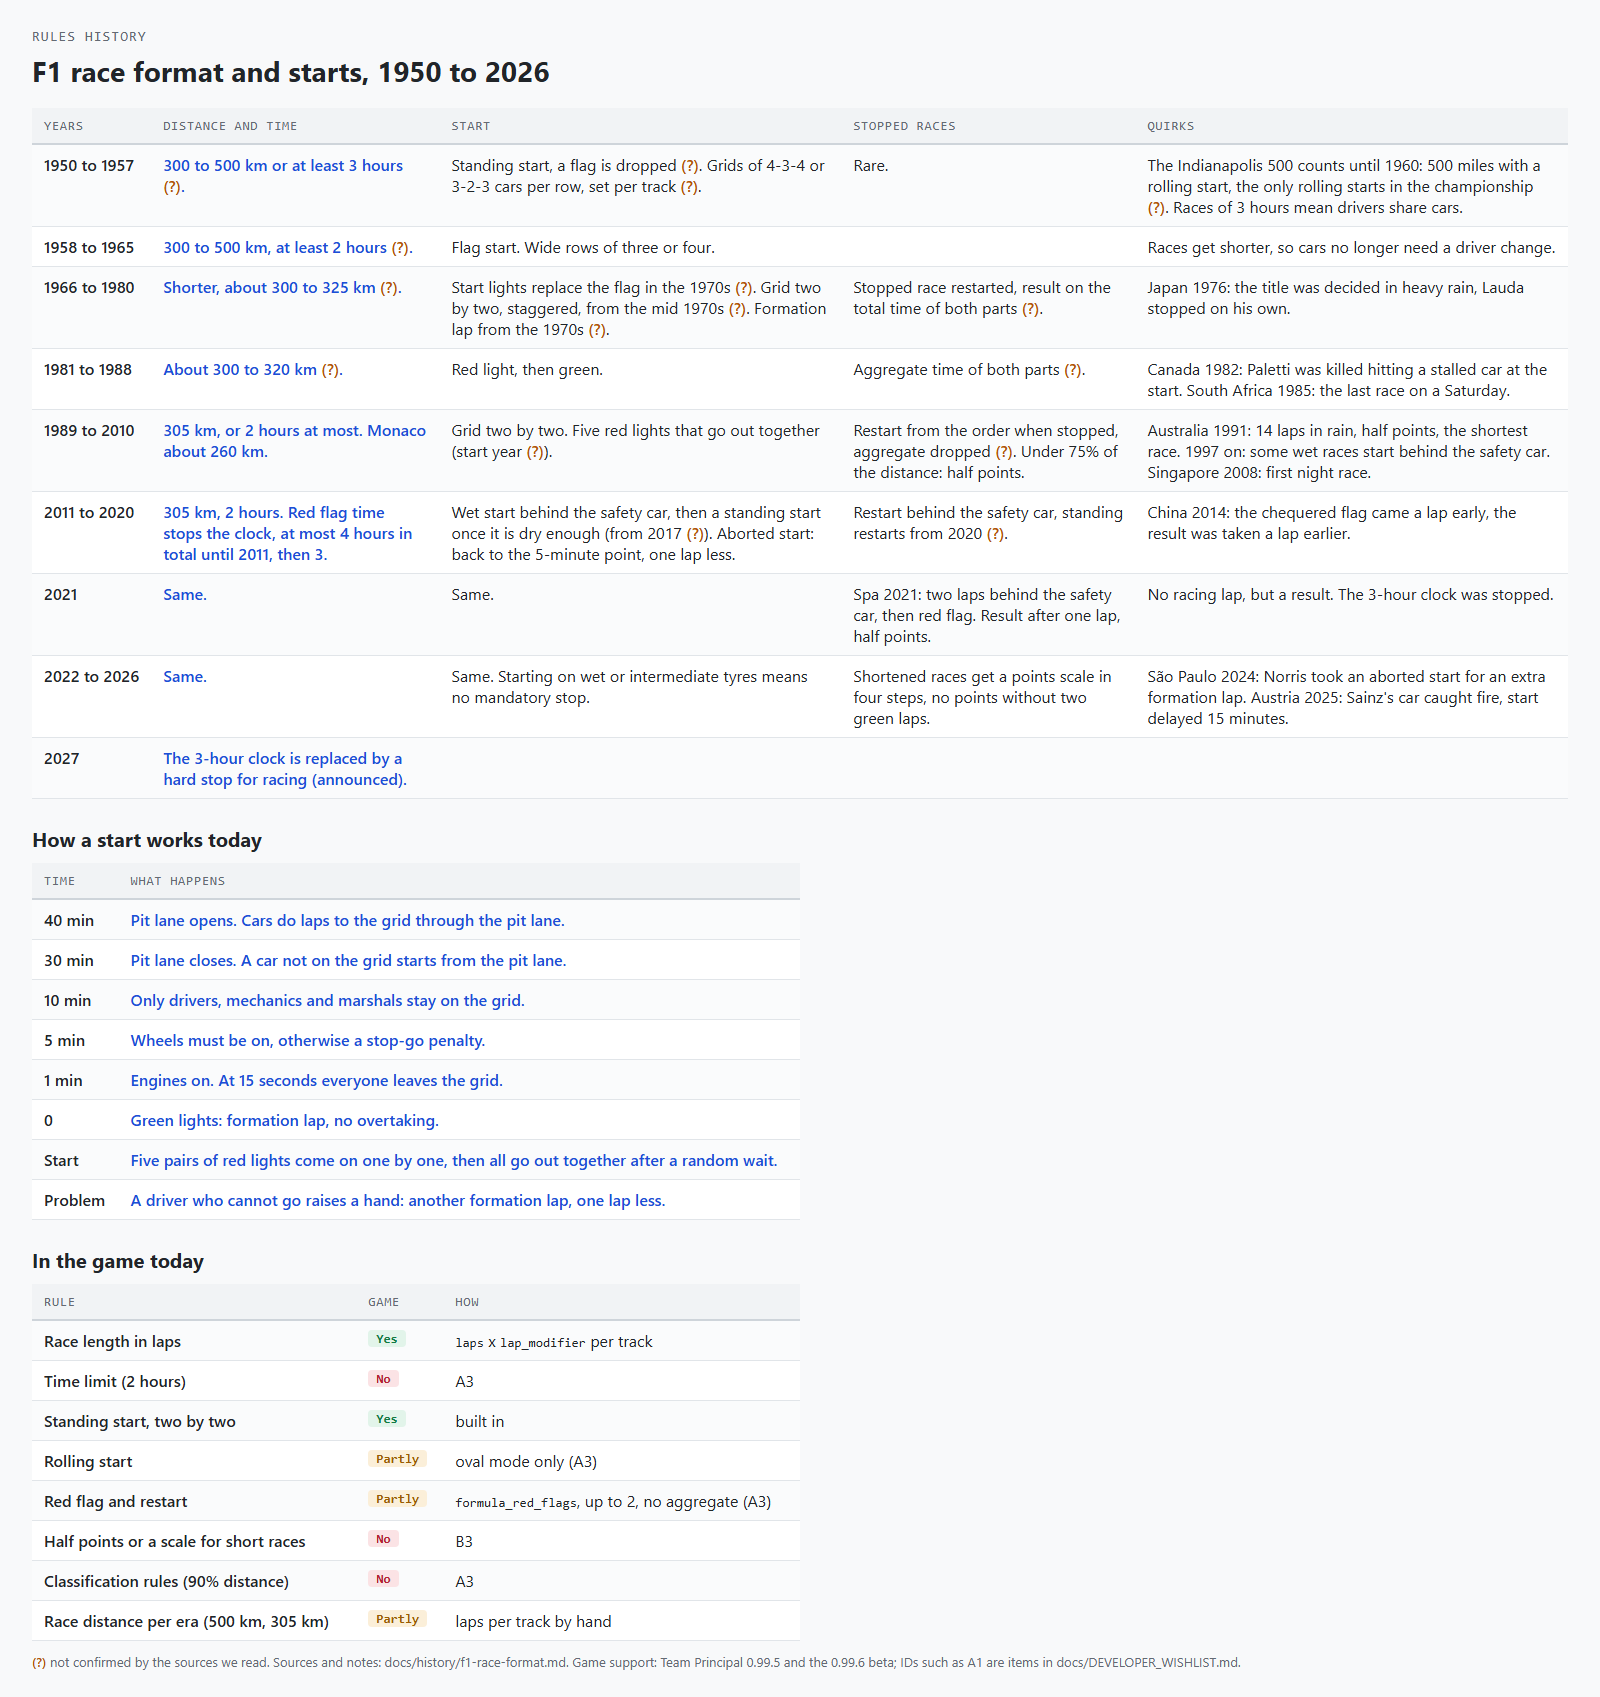 RULES HISTORY
F1 race format and starts, 1950 to 2026
YEARS DISTANCE AND TIME START STOPPED RACES QUIRKS
1950 to 1957
300 to 500 km or at least 3 hours
(?).
Standing start, a flag is dropped (?). Grids of 4-3-4 or
3-2-3 cars per row, set per track (?).
Rare.
The Indianapolis 500 counts until 1960: 500 miles with a
rolling start, the only rolling starts in the championship
(?). Races of 3 hours mean drivers share cars.
1958 to 1965
300 to 500 km, at least 2 hours (?).
Flag start. Wide rows of three or four.
Races get shorter, so cars no longer need a driver change.
1966 to 1980
Shorter, about 300 to 325 km (?).
Start lights replace the flag in the 1970s (?). Grid two
by two, staggered, from the mid 1970s (?). Formation
lap from the 1970s (?).
Stopped race restarted, result on the
total time of both parts (?).
Japan 1976: the title was decided in heavy rain, Lauda
stopped on his own.
1981 to 1988
About 300 to 320 km (?).
Red light, then green.
Aggregate time of both parts (?).
Canada 1982: Paletti was killed hitting a stalled car at the
start. South Africa 1985: the last race on a Saturday.
1989 to 2010
305 km, or 2 hours at most. Monaco
about 260 km.
Grid two by two. Five red lights that go out together
(start year (?)).
Restart from the order when stopped,
aggregate dropped (?). Under 75% of
the distance: half points.
Australia 1991: 14 laps in rain, half points, the shortest
race. 1997 on: some wet races start behind the safety car.
Singapore 2008: first night race.
2011 to 2020
305 km, 2 hours. Red flag time
stops the clock, at most 4 hours in
total until 2011, then 3.
Wet start behind the safety car, then a standing start
once it is dry enough (from 2017 (?)). Aborted start:
back to the 5-minute point, one lap less.
Restart behind the safety car, standing
restarts from 2020 (?).
China 2014: the chequered flag came a lap early, the
result was taken a lap earlier.
2021
Same.
Same.
Spa 2021: two laps behind the safety
car, then red flag. Result after one lap,
half points.
No racing lap, but a result. The 3-hour clock was stopped.
2022 to 2026
Same.
Same. Starting on wet or intermediate tyres means
no mandatory stop.
Shortened races get a points scale in
four steps, no points without two
green laps.
São Paulo 2024: Norris took an aborted start for an extra
formation lap. Austria 2025: Sainz's car caught fire, start
delayed 15 minutes.
2027
The 3-hour clock is replaced by a
hard stop for racing (announced).
How a start works today
TIME WHAT HAPPENS
40 min Pit lane opens. Cars do laps to the grid through the pit lane.
30 min Pit lane closes. A car not on the grid starts from the pit lane.
10 min Only drivers, mechanics and marshals stay on the grid.
5 min Wheels must be on, otherwise a stop-go penalty.
1 min Engines on. At 15 seconds everyone leaves the grid.
0 Green lights: formation lap, no overtaking.
Start Five pairs of red lights come on one by one, then all go out together after a random wait.
Problem A driver who cannot go raises a hand: another formation lap, one lap less.
In the game today
RULE GAME HOW
Race length in laps Yes laps x lap_modifier per track
Time limit (2 hours) No A3
Standing start, two by two Yes built in
Rolling start Partly oval mode only (A3)
Red flag and restart Partly formula_red_flags, up to 2, no aggregate (A3)
Half points or a scale for short races No B3
Classification rules (90% distance) No A3
Race distance per era (500 km, 305 km) Partly laps per track by hand
(?) not confirmed by the sources we read. Sources and notes: docs/history/f1-race-format.md. Game support: Team Principal 0.99.5 and the 0.99.6 beta; IDs such as A1 are items in docs/DEVELOPER_WISHLIST.md.